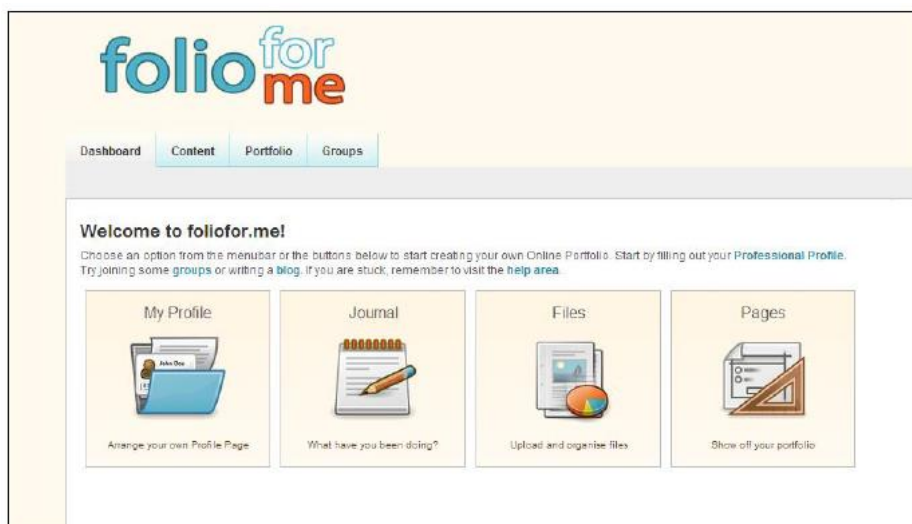 folio for me
Dashboard Content Portfolio Groups
Welcome to foliofor.me!
Choose an option from the menubar or the buttons below to start creating your own Online Portfolio. Start by filling out your Professional Profile.
Try joining some groups or writing a blog. If you are stuck, remember to visit the help area.
My Profile Journal Files Pages
John Doe
Arrange your own Profile Page What have you been doing? Upload and organise files Show off your portfolio